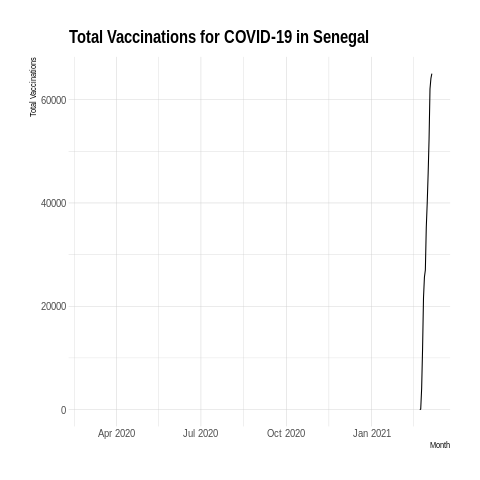 Total Vaccinations for COVID-19 in Senegal
Total Vaccinations
60000
40000
20000
0
Apr 2020 Jul 2020 Oct 2020 Jan 2021
Month